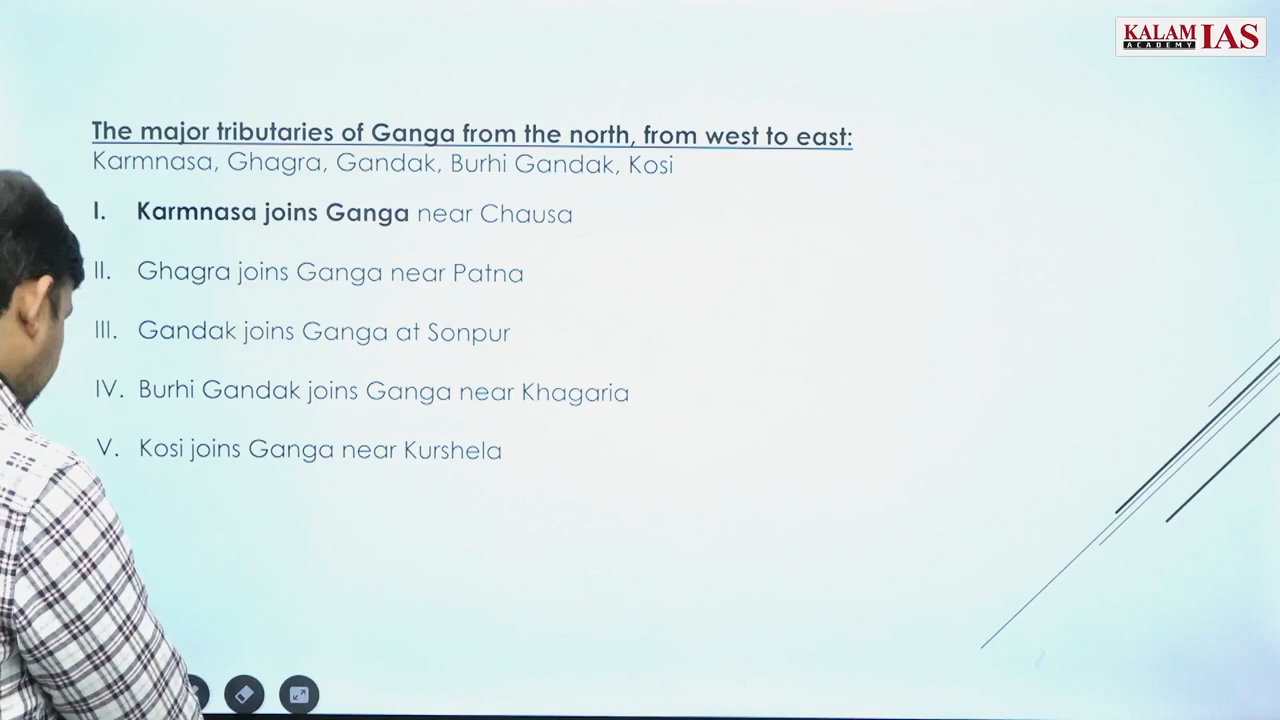 KALAM IAS
ACADEMY
The major tributaries of Ganga from the north, from west to east:
Karmnasa, Ghagra, Gandak, Burhi Gandak, Kosi
I. Karmnasa joins Ganga near Chausa
II. Ghagra joins Ganga near Patna
III. Gandak joins Ganga at Sonpur
IV. Burhi Gandak joins Ganga near Khagaria
V. Kosi joins Ganga near Kurshela